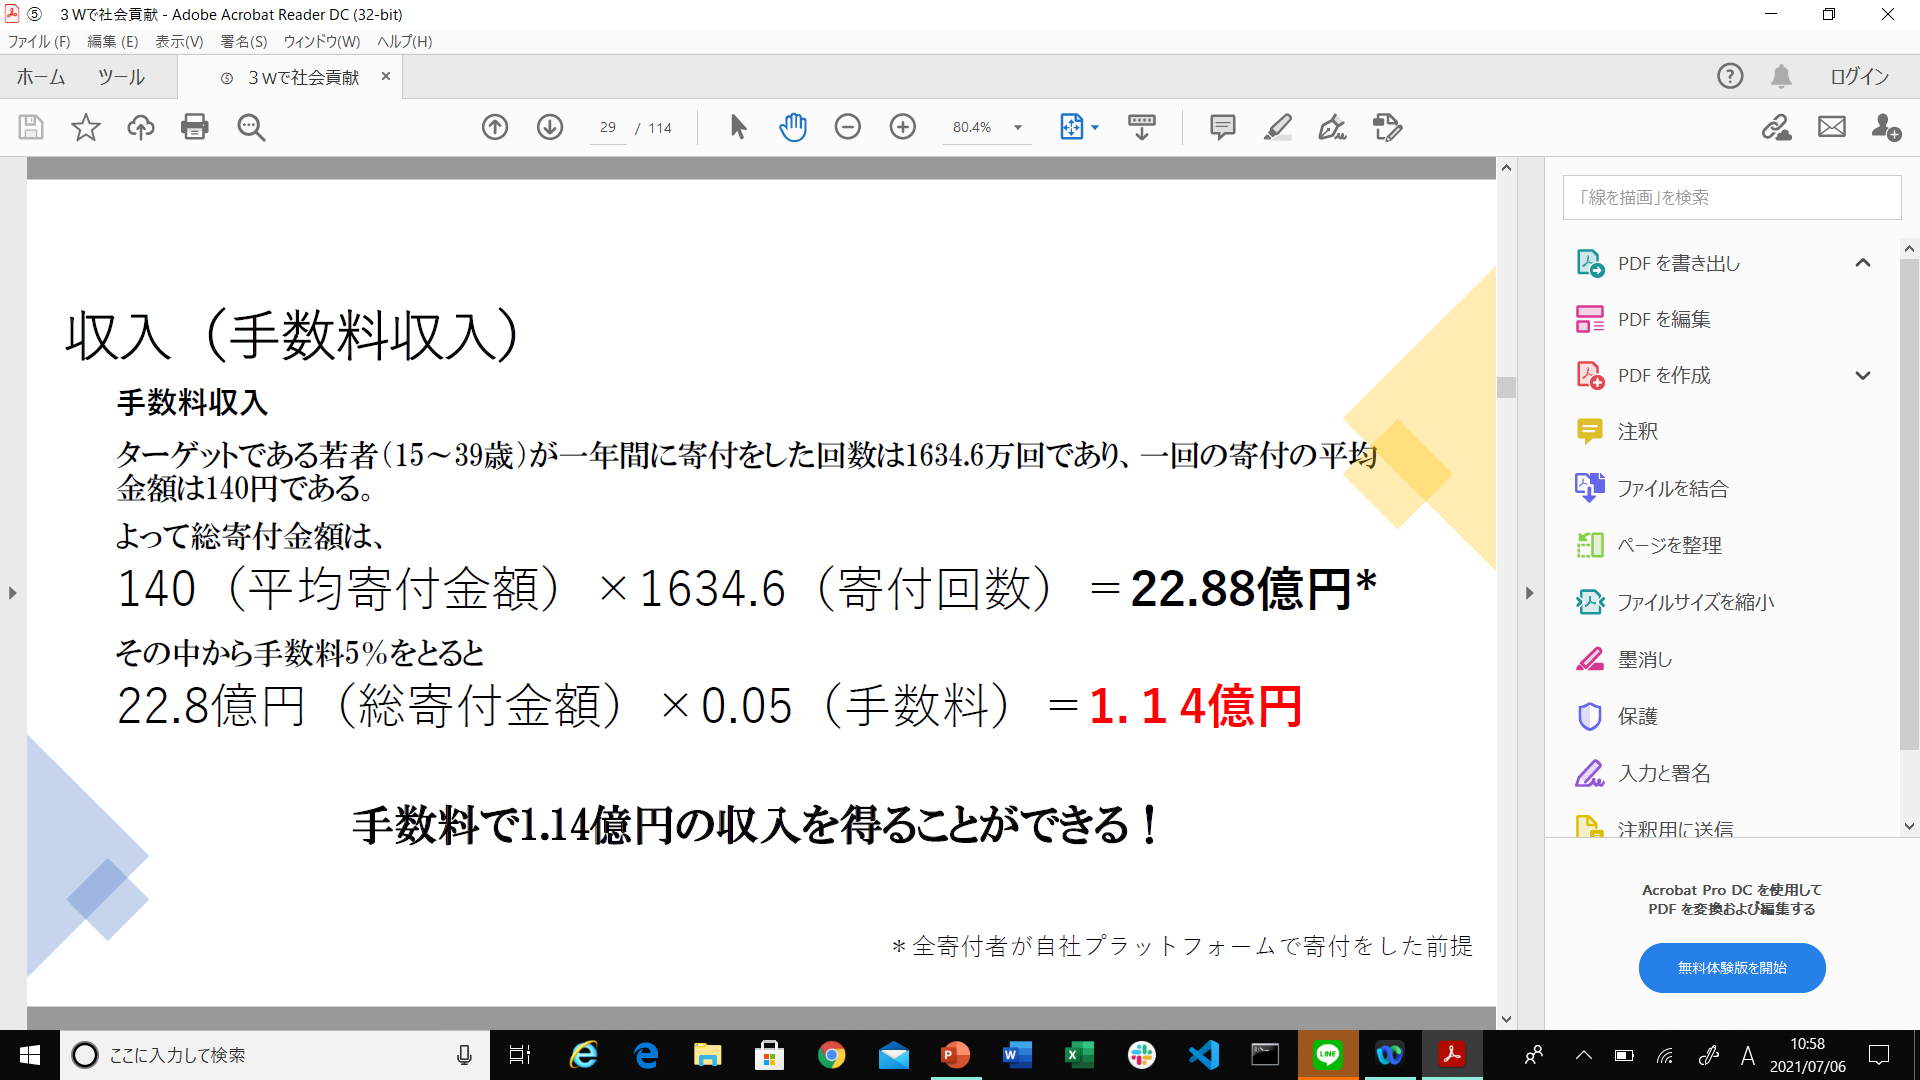 ⑤ ３Wで社会貢献 - Adobe Acrobat Reader DC (32-bit)
ファイル(F) 編集(E) 表示(V) 署名(S) ウィンドウ(W) ヘルプ(H)
ホーム ツール ⑤ ３Wで社会貢献 × ログイン
29 / 114 80.4%
「線を描画」を検索
PDF を書き出し
PDF を編集
PDF を作成
注釈
ファイルを結合
ページを整理
ファイルサイズを縮小
墨消し
保護
入力と署名
注釈用に送信
Acrobat Pro DC を使用して
PDF を変換および編集する
無料体験版を開始
収入（手数料収入）
手数料収入
ターゲットである若者（15～39歳）が一年間に寄付をした回数は1634.6万回であり、一回の寄付の平均
金額は140円である。
よって総寄付金額は、
140（平均寄付金額）×1634.6（寄付回数）＝22.88億円*
その中から手数料5％をとると
22.8億円（総寄付金額）×0.05（手数料）＝1.１４億円
手数料で1.14億円の収入を得ることができる！
＊全寄付者が自社プラットフォームで寄付をした前提
ここに入力して検索
A
10:58
2021/07/06